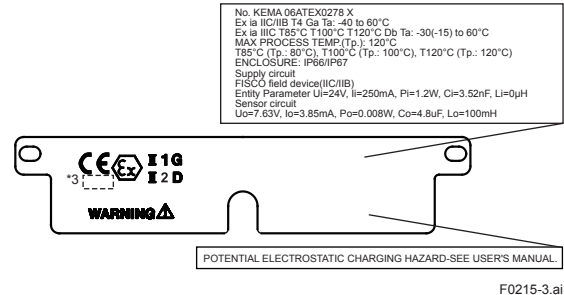 No. KEMA 06ATEX0278 X
Ex ia IIC/IIB T4 Ga Ta: -40 to 60°C
Ex ia IIIC T85°C T100°C T120°C Db Ta: -30(-15) to 60°C
MAX PROCESS TEMP.(Tp.): 120°C
T85°C (Tp.: 80°C), T100°C (Tp.: 100°C), T120°C (Tp.: 120°C)
ENCLOSURE: IP66/IP67
Supply circuit
FISCO field device(IIC/IIB)
Entity Parameter Ui=24V, Ii=250mA, Pi=1.2W, Ci=3.52nF, Li=0µH
Sensor circuit
Uo=7.63V, Io=3.85mA, Po=0.008W, Co=4.8uF, Lo=100mH
CE Ex II 1 G
*3 II 2 D
WARNING
POTENTIAL ELECTROSTATIC CHARGING HAZARD-SEE USER'S MANUAL.
F0215-3.ai